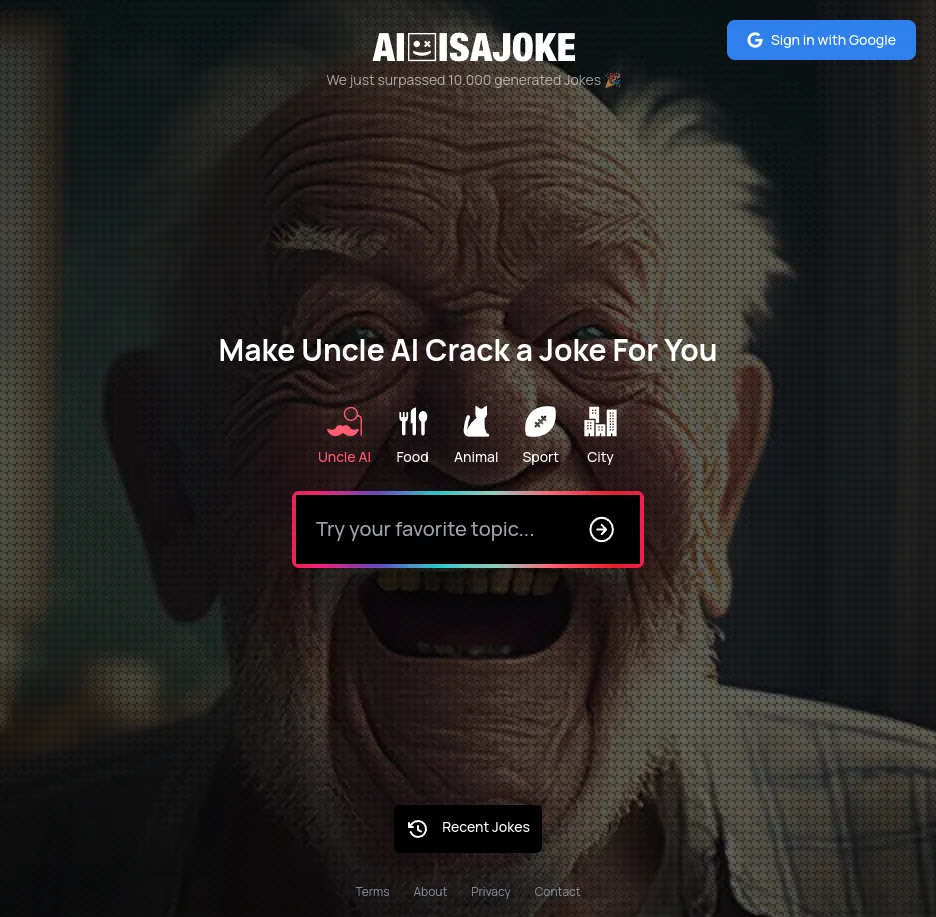 AI ISAJOKE
Sign in with Google
We just surpassed 10.000 generated Jokes 🎉
Make Uncle AI Crack a Joke For You
Uncle AI Food Animal Sport City
Try your favorite topic...
Recent Jokes
Terms About Privacy Contact